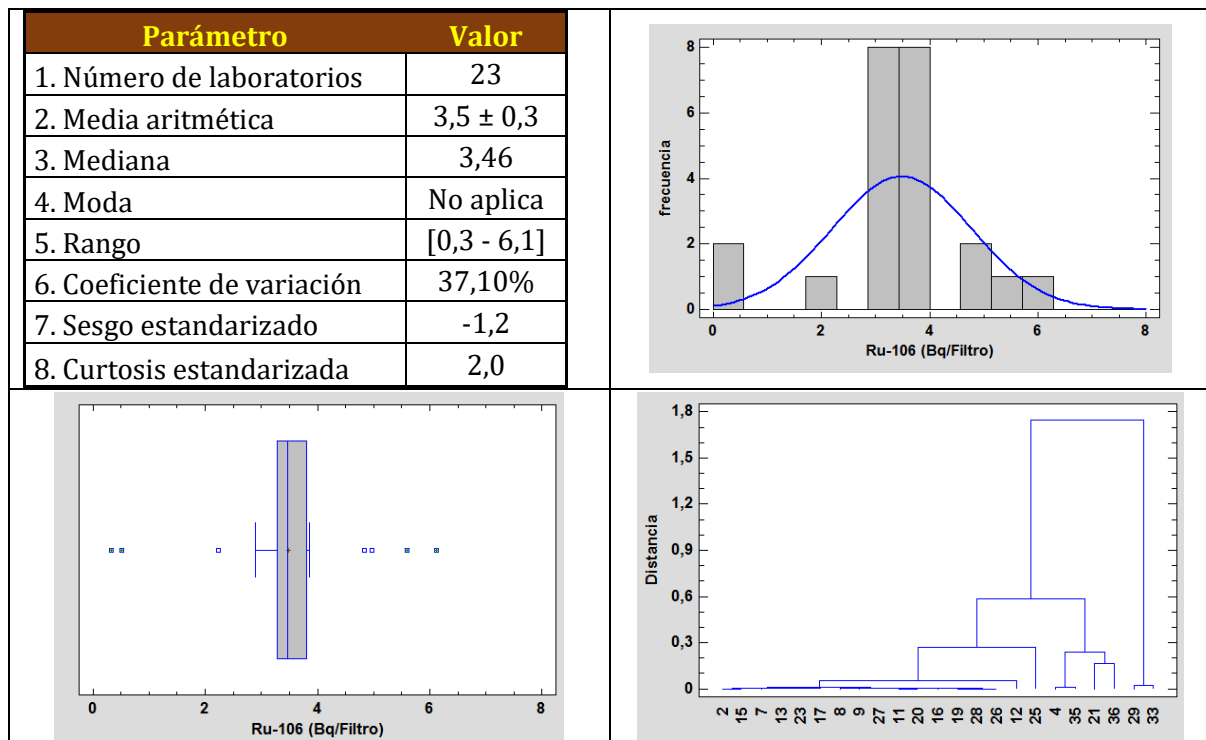 Parámetro Valor
1. Número de laboratorios 23
2. Media aritmética 3,5 ± 0,3
3. Mediana 3,46
4. Moda No aplica
5. Rango [0,3 - 6,1]
6. Coeficiente de variación 37,10%
7. Sesgo estandarizado -1,2
8. Curtosis estandarizada 2,0
frecuencia
8
6
4
2
0
0 2 4 6 8
Ru-106 (Bq/Filtro)
0 2 4 6 8
Ru-106 (Bq/Filtro)
Distancia
1,8
1,5
1,2
0,9
0,6
0,3
0
2 15 7 13 23 17 8 9 27 11 20 16 19 28 26 12 25 4 35 21 36 29 33